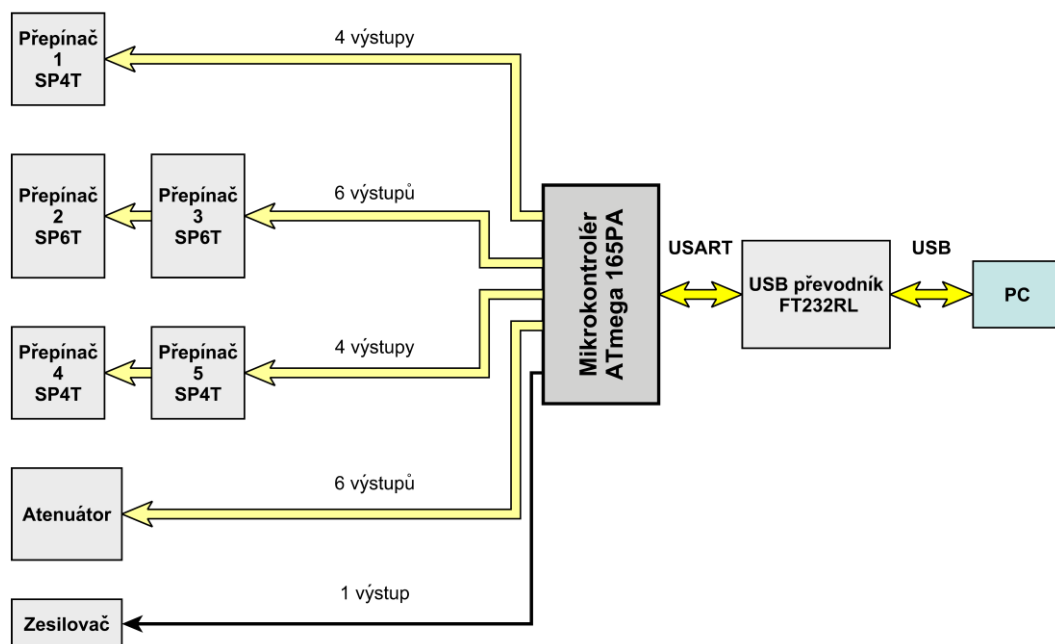 Přepínač
1
SP4T
4 výstupy
Přepínač
2
SP6T
Přepínač
3
SP6T
6 výstupů
Přepínač
4
SP4T
Přepínač
5
SP4T
4 výstupy
Atenuátor
6 výstupů
Zesilovač
1 výstup
Mikrokontrolér
ATmega 165PA
USART
USB převodník
FT232RL
USB
PC